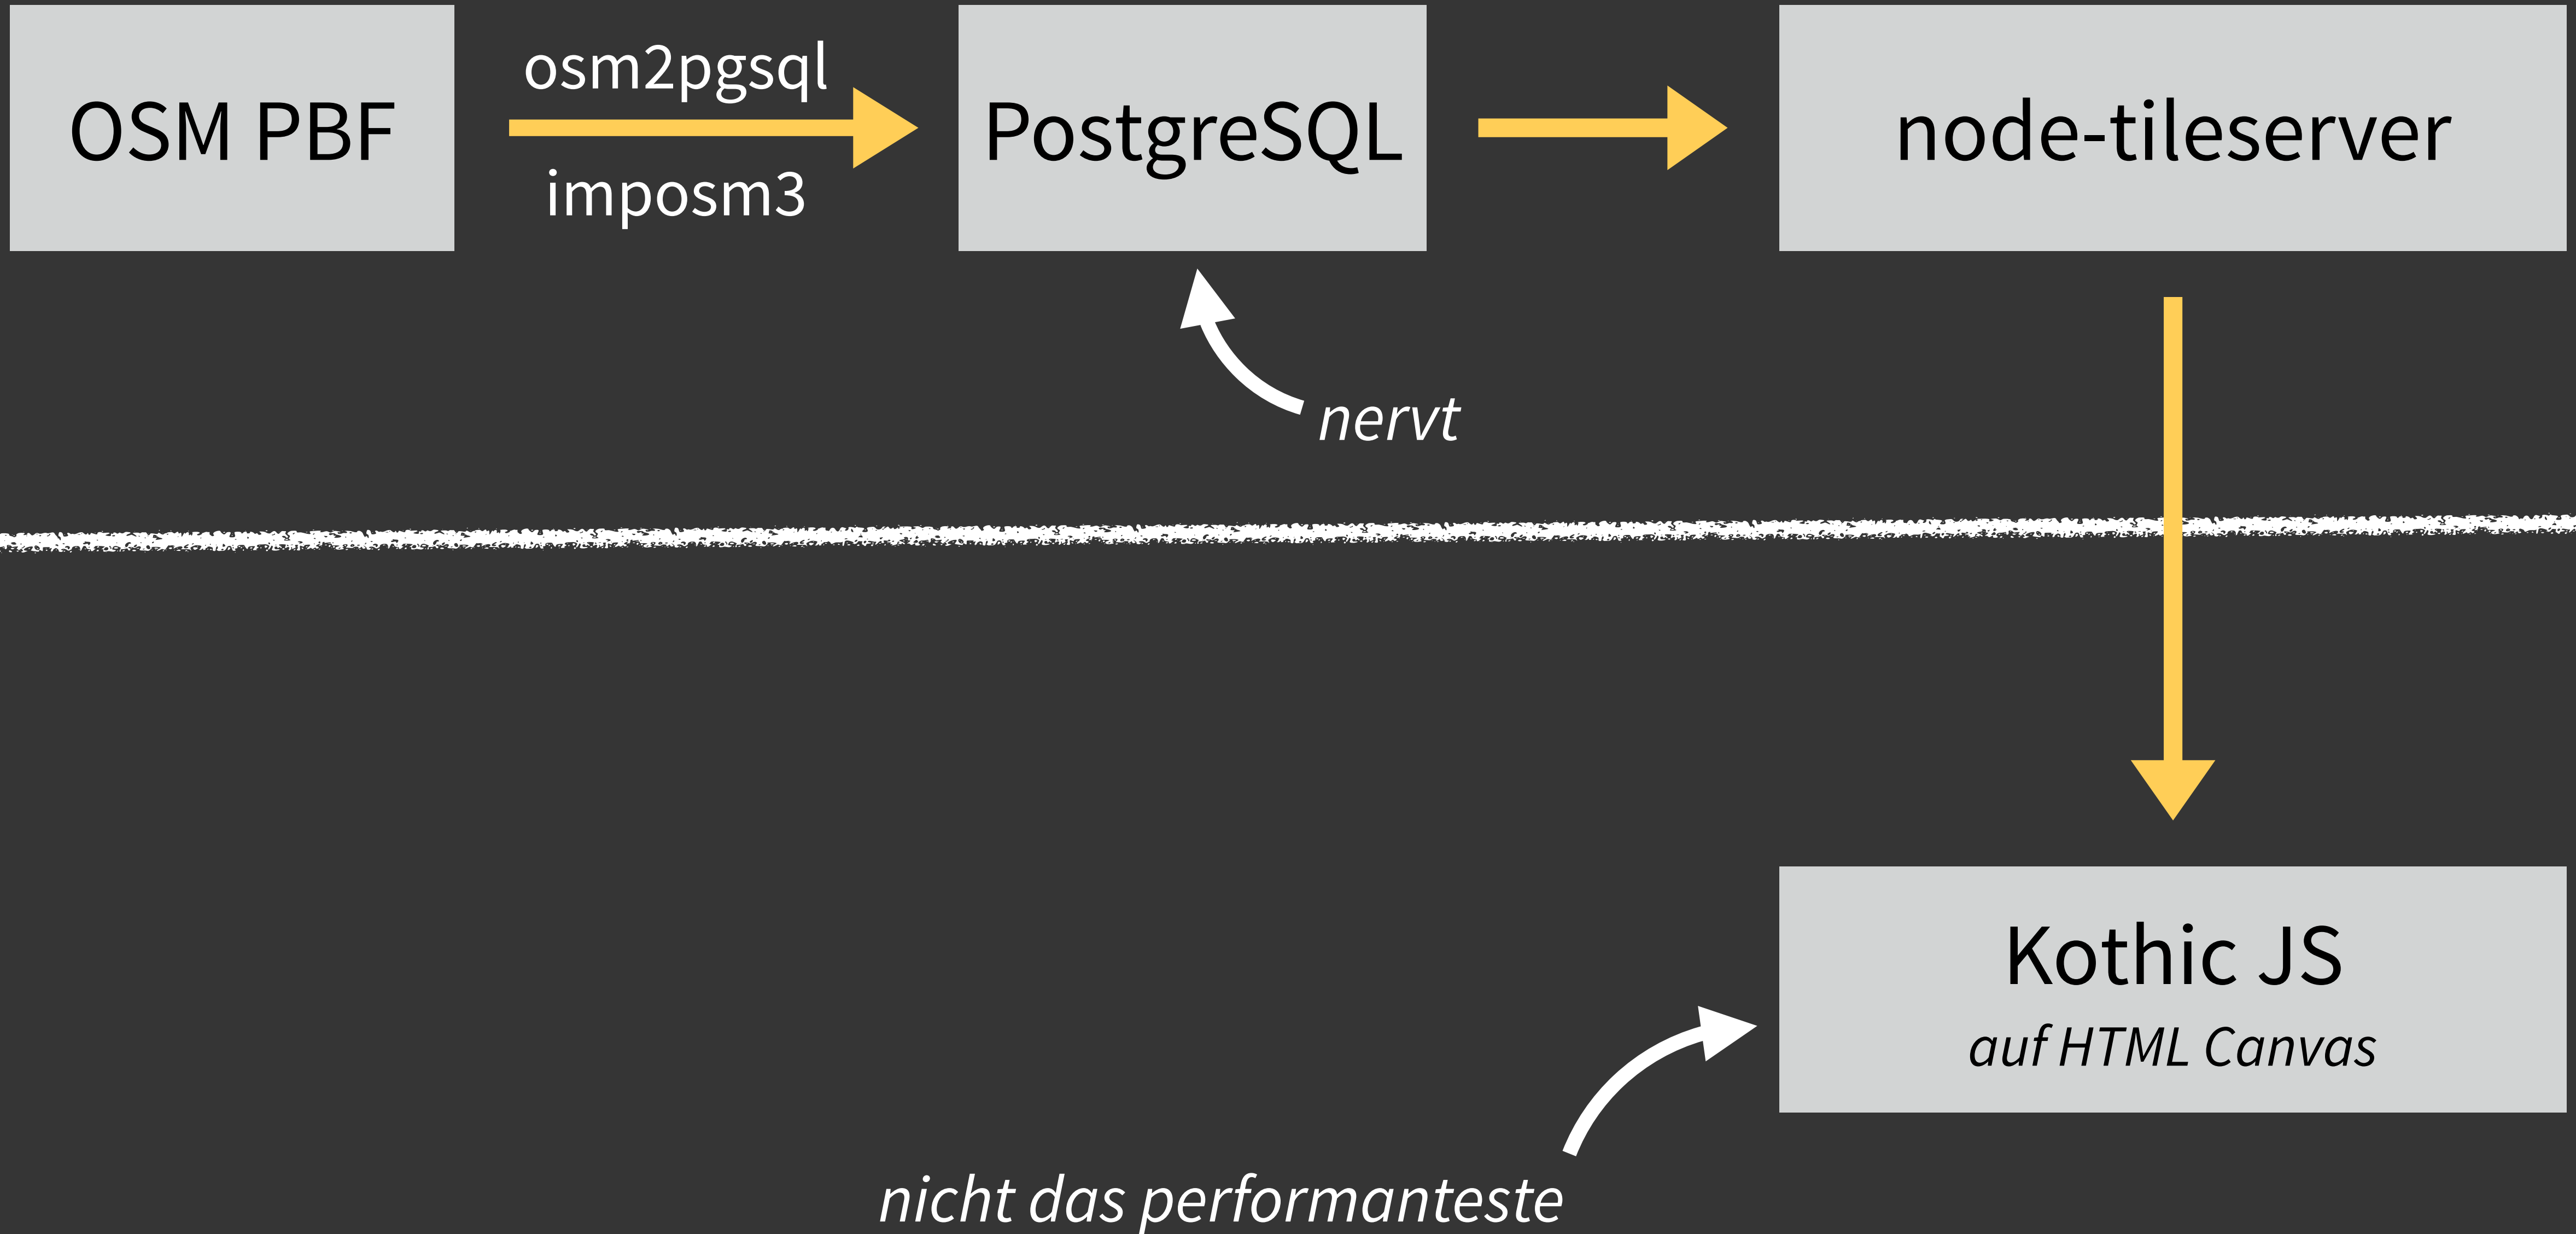 OSM PBF
osm2pgsql
imposm3
PostgreSQL
node-tileserver
nervt
Kothic JS
auf HTML Canvas
nicht das performanteste